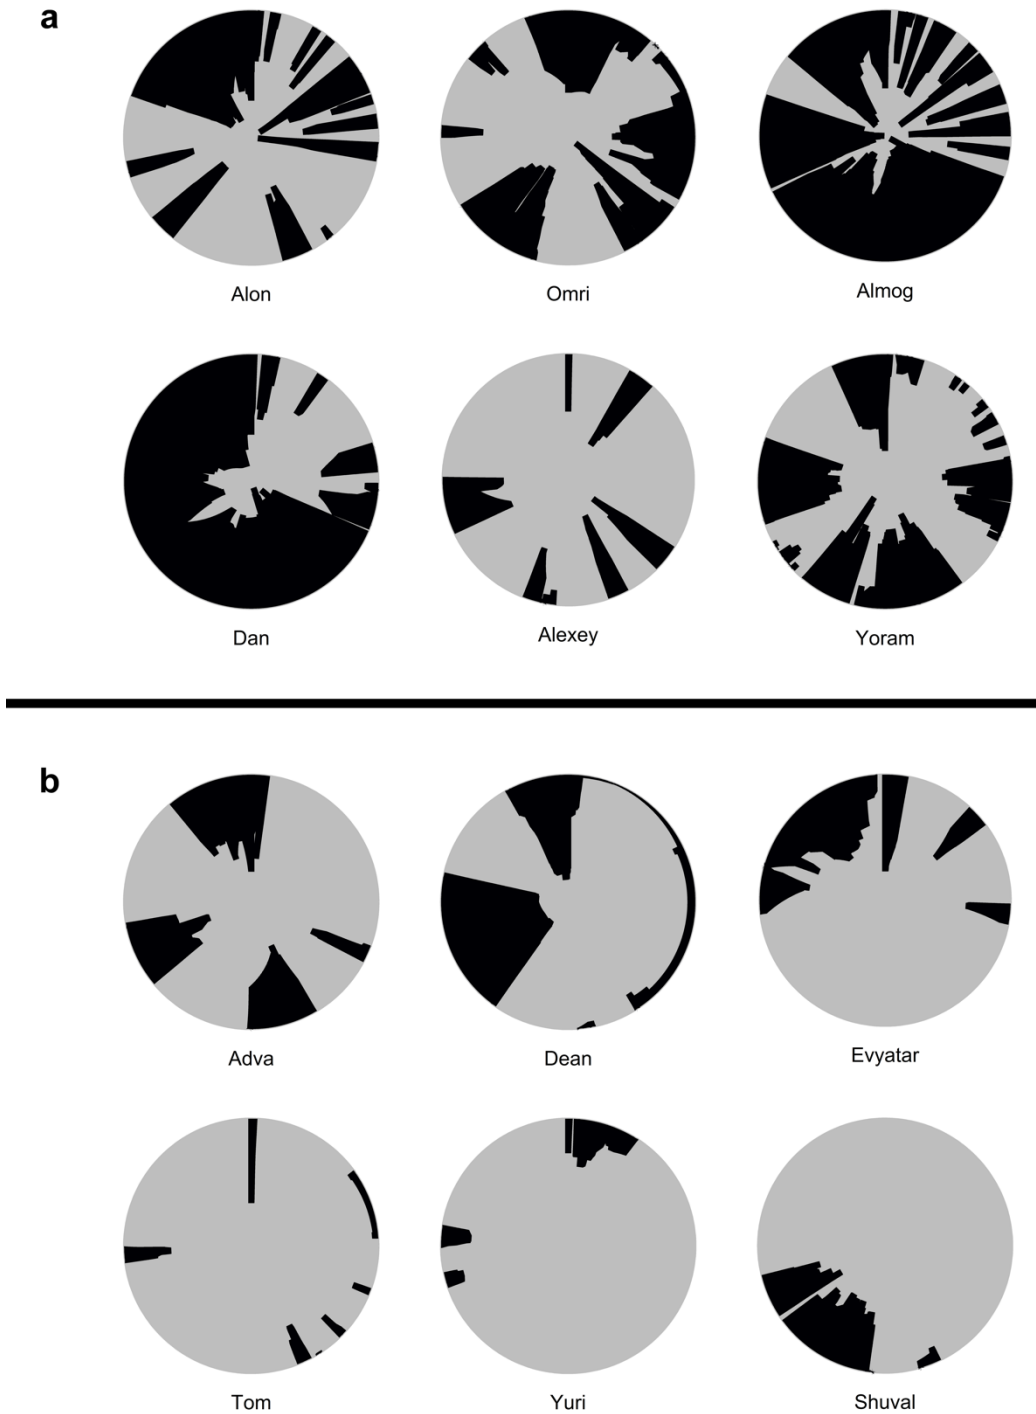 a
Alon
Omri
Almog
Dan
Alexey
Yoram
b
Adva
Dean
Evyatar
Tom
Yuri
Shuval